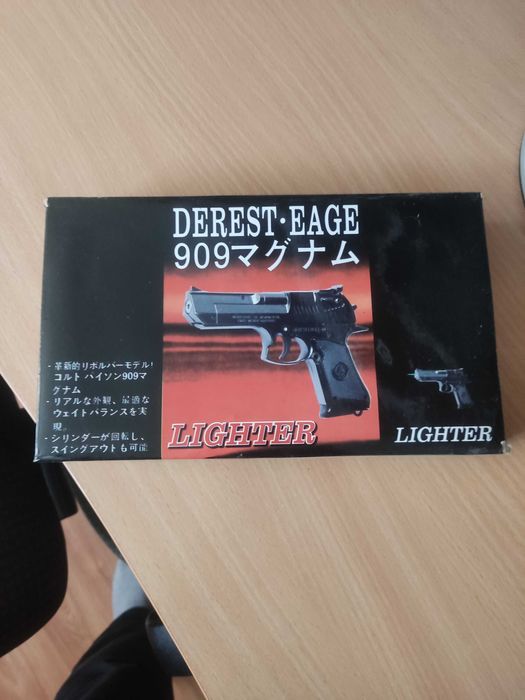 DEREST·EAGE
909マグナム
・革新的リボルバーモデル!
コルト ハイソン909マ
グナム
・リアルな外観、最適な
ウェイトバランスを実
現。
・シリンダーが回転し、
スイングアウトも可能
LIGHTER
LIGHTER